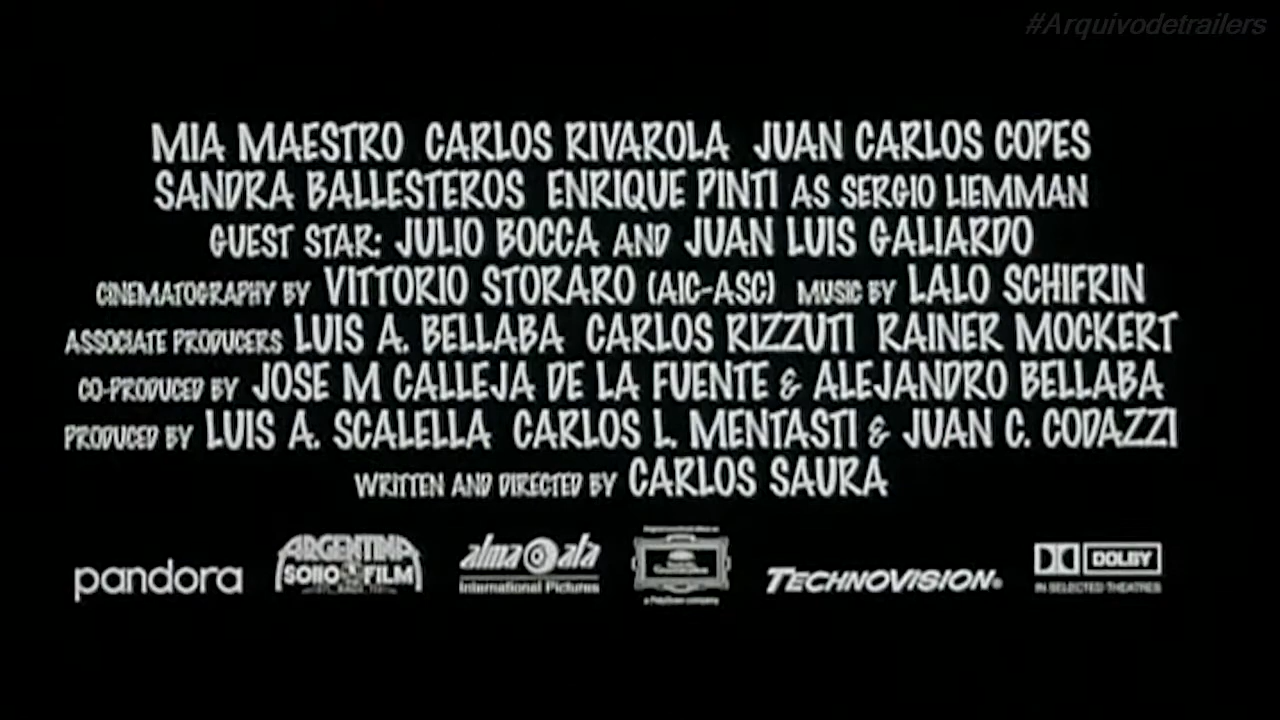 #Arquivodetrailers
MIA MAESTRO CARLOS RIVAROLA JUAN CARLOS COPES
SANDRA BALLESTEROS ENRIQUE PINTI AS SERGIO LIEMMAN
GUEST STAR: JULIO BOCCA AND JUAN LUIS GALIARDO
CINEMATOGRAPHY BY VITTORIO STORARO (AIC-ASC) MUSIC BY LALO SCHIFRIN
ASSOCIATE PRODUCERS LUIS A. BELLABA CARLOS RIZZUTI RAINER MOCKERT
CO-PRODUCED BY JOSE M CALLEJA DE LA FUENTE & ALEJANDRO BELLABA
PRODUCED BY LUIS A. SCALELLA CARLOS L. MENTASTI & JUAN C. CODAZZI
WRITTEN AND DIRECTED BY CARLOS SAURA
pandora
ARGENTINA
SONO FILM
alma ata
International Pictures
a PolyGram company
TECHNOVISION®
DOLBY
IN SELECTED THEATRES